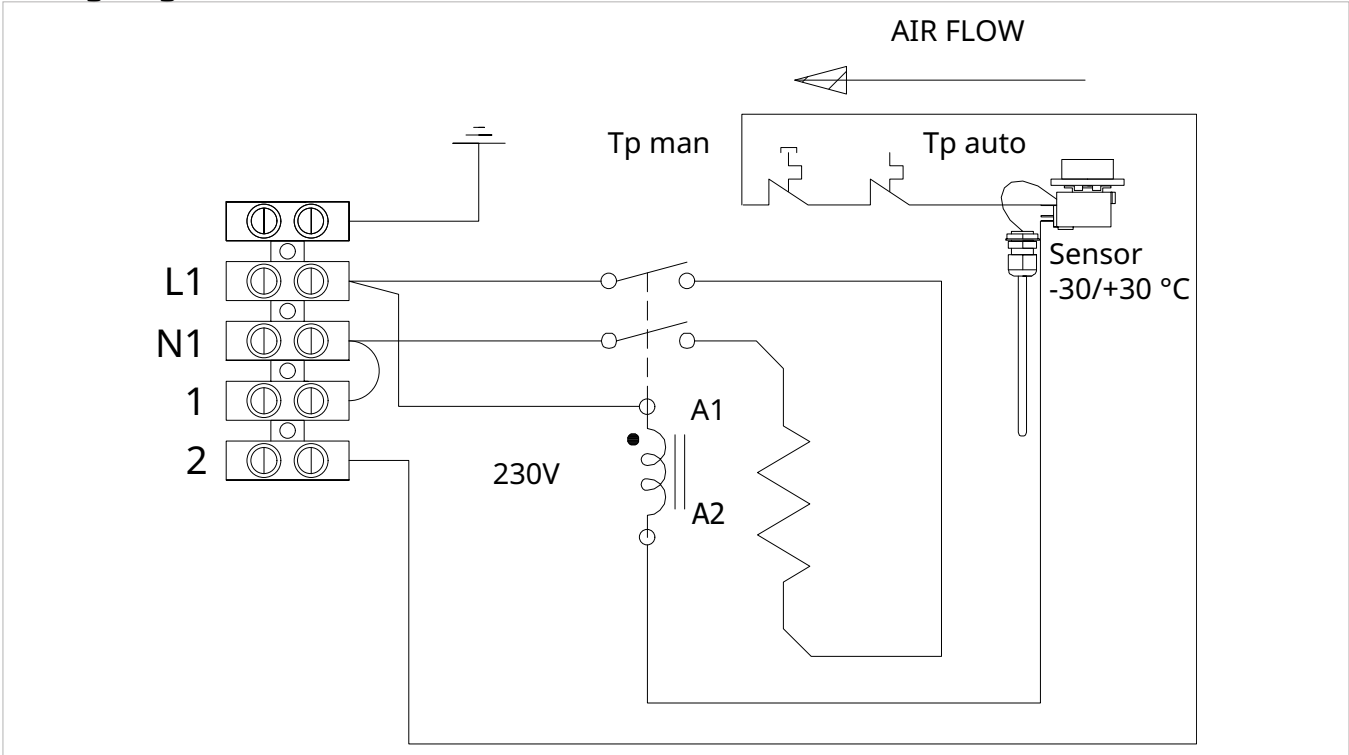 AIR FLOW
Tp man
Tp auto
Sensor
-30/+30 °C
L1
N1
1
2
A1
230V
A2